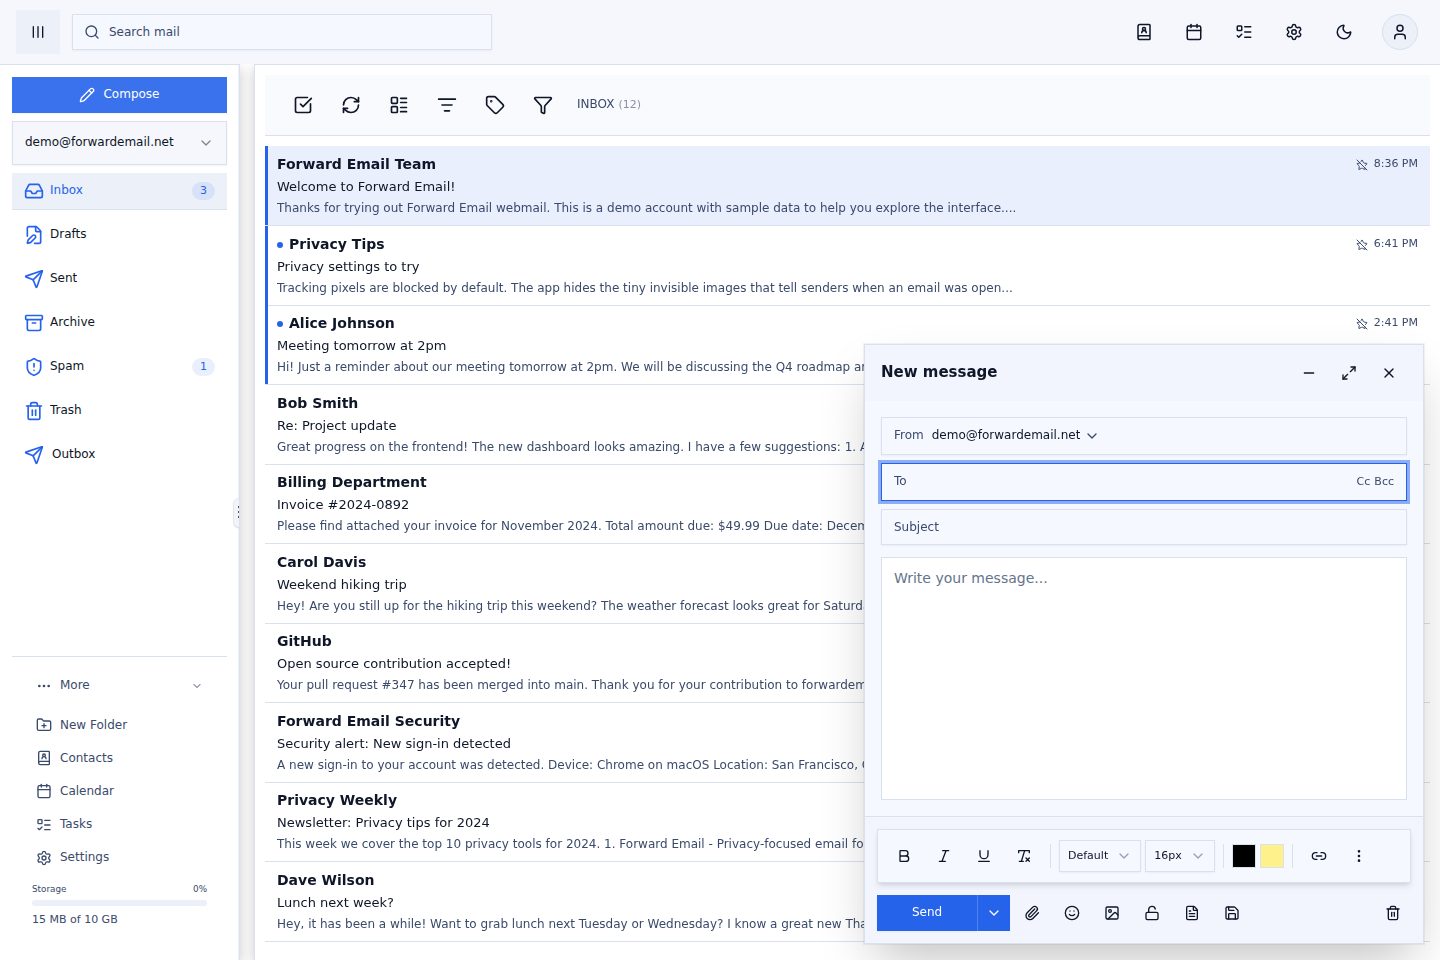 Search mail
Compose
demo@forwardemail.net
Inbox 3
Drafts
Sent
Archive
Spam 1
Trash
Outbox
More
New Folder
Contacts
Calendar
Tasks
Settings
Storage 0%
15 MB of 10 GB
INBOX (12)
Forward Email Team 8:36 PM
Welcome to Forward Email!
Thanks for trying out Forward Email webmail. This is a demo account with sample data to help you explore the interface....
Privacy Tips 6:41 PM
Privacy settings to try
Tracking pixels are blocked by default. The app hides the tiny invisible images that tell senders when an email was open...
Alice Johnson 2:41 PM
Meeting tomorrow at 2pm
Hi! Just a reminder about our meeting tomorrow at 2pm. We will be discussing the Q4 roadmap
Bob Smith
Re: Project update
Great progress on the frontend! The new dashboard looks amazing. I have a few suggestions: 1.
Billing Department
Invoice #2024-0892
Please find attached your invoice for November 2024. Total amount due: $49.99 Due date:
Carol Davis
Weekend hiking trip
Hey! Are you still up for the hiking trip this weekend? The weather forecast looks great for
GitHub
Open source contribution accepted!
Your pull request #347 has been merged into main. Thank you for your contribution to
Forward Email Security
Security alert: New sign-in detected
A new sign-in to your account was detected. Device: Chrome on macOS Location: San Francisco,
Privacy Weekly
Newsletter: Privacy tips for 2024
This week we cover the top 10 privacy tools for 2024. 1. Forward Email - Privacy-focused email
Dave Wilson
Lunch next week?
Hey, it has been a while! Want to grab lunch next Tuesday or Wednesday? I know a great new
New message
From demo@forwardemail.net
To Cc Bcc
Subject
Write your message...
Default 16px
Send